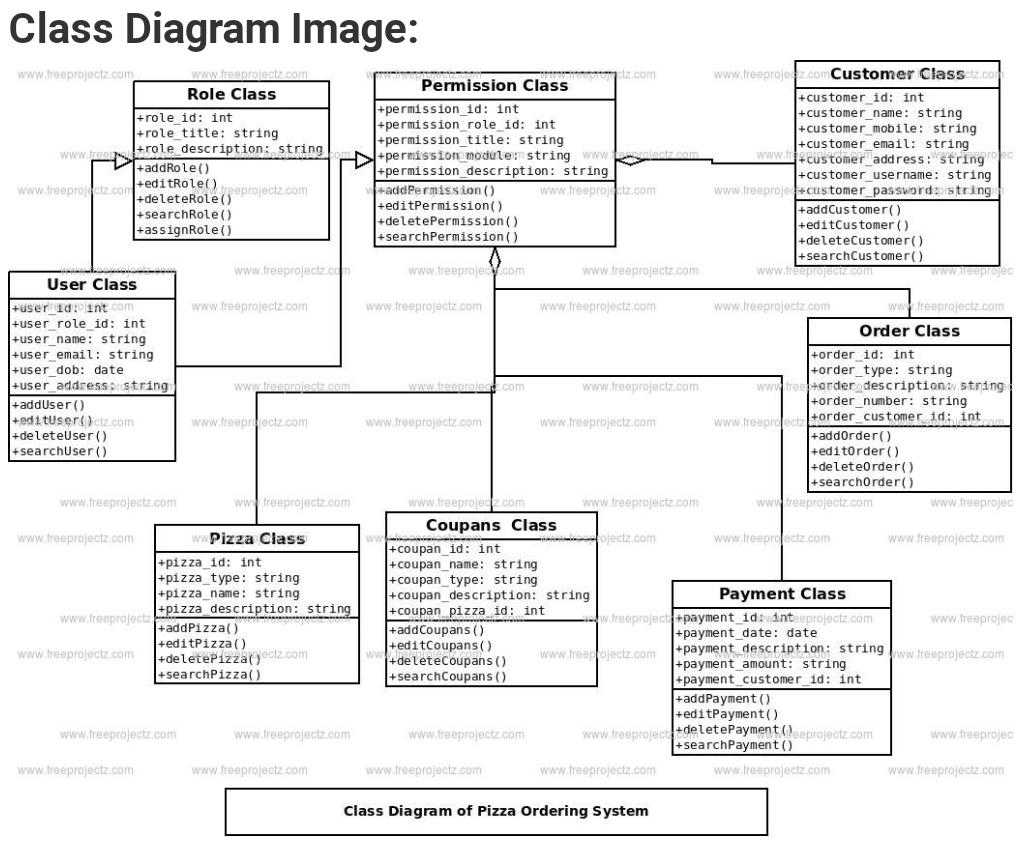 Class Diagram Image:
Role Class
+role_id: int
+role_title: string
+role_description: string
+addRole()
+editRole()
+deleteRole()
+searchRole()
+assignRole()
Permission Class
+permission_id: int
+permission_role_id: int
+permission_title: string
+permission_module: string
+permission_description: string
+addPermission()
+editPermission()
+deletePermission()
+searchPermission()
Customer Class
+customer_id: int
+customer_name: string
+customer_mobile: string
+customer_email: string
+customer_address: string
+customer_username: string
+customer_password: string
+addCustomer()
+editCustomer()
+deleteCustomer()
+searchCustomer()
User Class
+user_id: int
+user_role_id: int
+user_name: string
+user_email: string
+user_dob: date
+user_address: string
+addUser()
+editUser()
+deleteUser()
+searchUser()
Order Class
+order_id: int
+order_type: string
+order_description: string
+order_number: string
+order_customer_id: int
+addOrder()
+editOrder()
+deleteOrder()
+searchOrder()
Pizza Class
+pizza_id: int
+pizza_type: string
+pizza_name: string
+pizza_description: string
+addPizza()
+editPizza()
+deletePizza()
+searchPizza()
Coupans  Class
+coupan_id: int
+coupan_name: string
+coupan_type: string
+coupan_description: string
+coupan_pizza_id: int
+addCoupans()
+editCoupans()
+deleteCoupans()
+searchCoupans()
Payment Class
+payment_id: int
+payment_date: date
+payment_description: string
+payment_amount: string
+payment_customer_id: int
+addPayment()
+editPayment()
+deletePayment()
+searchPayment()
Class Diagram of Pizza Ordering System
www.freeprojectz.com